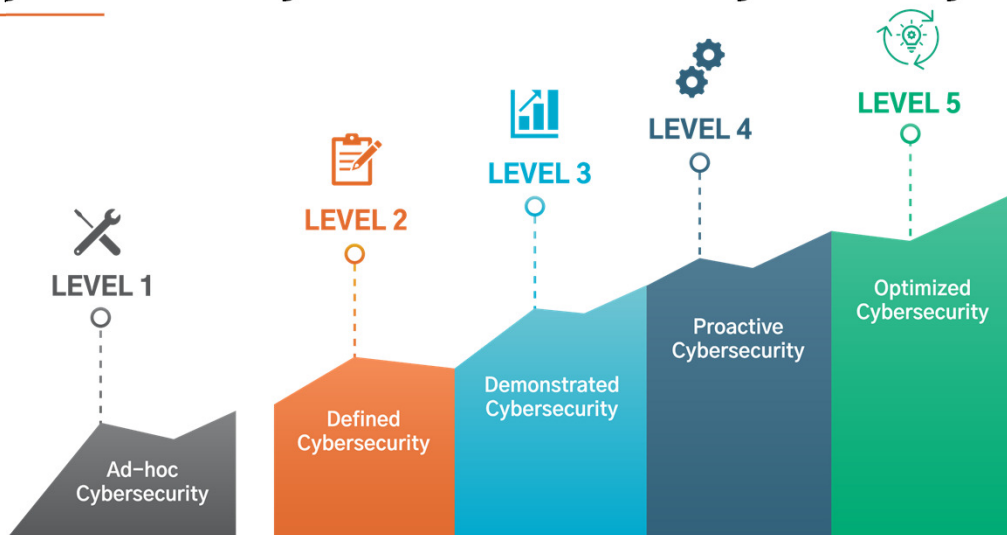 LEVEL 1
Ad-hoc
Cybersecurity
LEVEL 2
Defined
Cybersecurity
LEVEL 3
Demonstrated
Cybersecurity
LEVEL 4
Proactive
Cybersecurity
LEVEL 5
Optimized
Cybersecurity